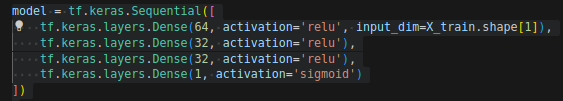 model = tf.keras.Sequential([
    tf.keras.layers.Dense(64, activation='relu', input_dim=X_train.shape[1]),
    tf.keras.layers.Dense(32, activation='relu'),
    tf.keras.layers.Dense(32, activation='relu'),
    tf.keras.layers.Dense(1, activation='sigmoid')
])